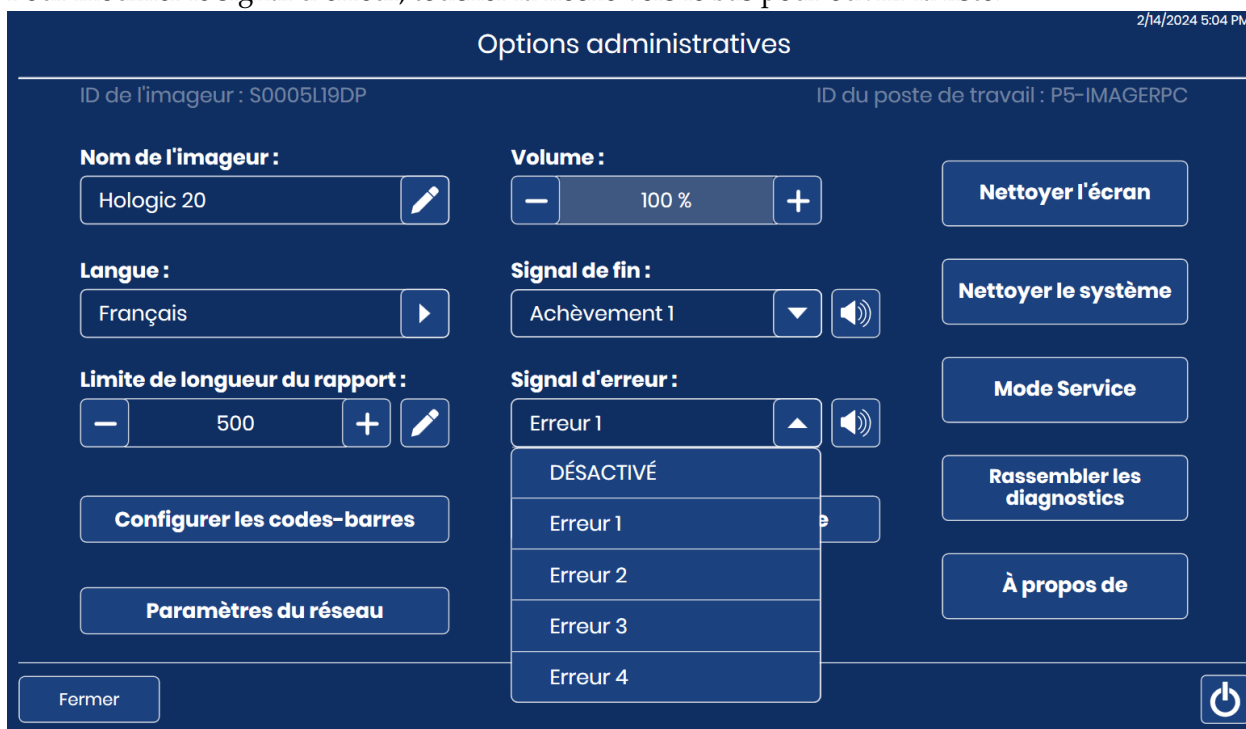 2/14/2024 5:04 PM
Options administratives
ID de l'imageur : S0005L19DP
ID du poste de travail : P5-IMAGERPC
Nom de l'imageur :
Hologic 20
Volume :
100 %
Nettoyer l'écran
Langue :
Français
Signal de fin :
Achèvement 1
Nettoyer le système
Limite de longueur du rapport :
500
Signal d'erreur :
Erreur 1
DÉSACTIVÉ
Erreur 1
Erreur 2
Erreur 3
Erreur 4
Mode Service
Rassembler les
diagnostics
Configurer les codes-barres
À propos de
Paramètres du réseau
Fermer